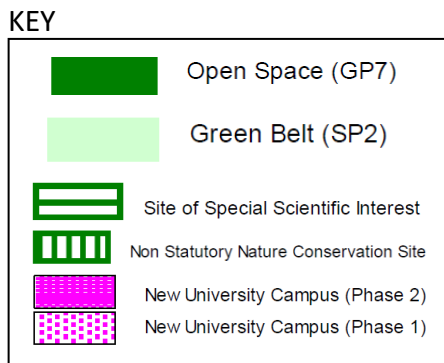 KEY
Open Space (GP7)
Green Belt (SP2)
Site of Special Scientific Interest
Non Statutory Nature Conservation Site
New University Campus (Phase 2)
New University Campus (Phase 1)